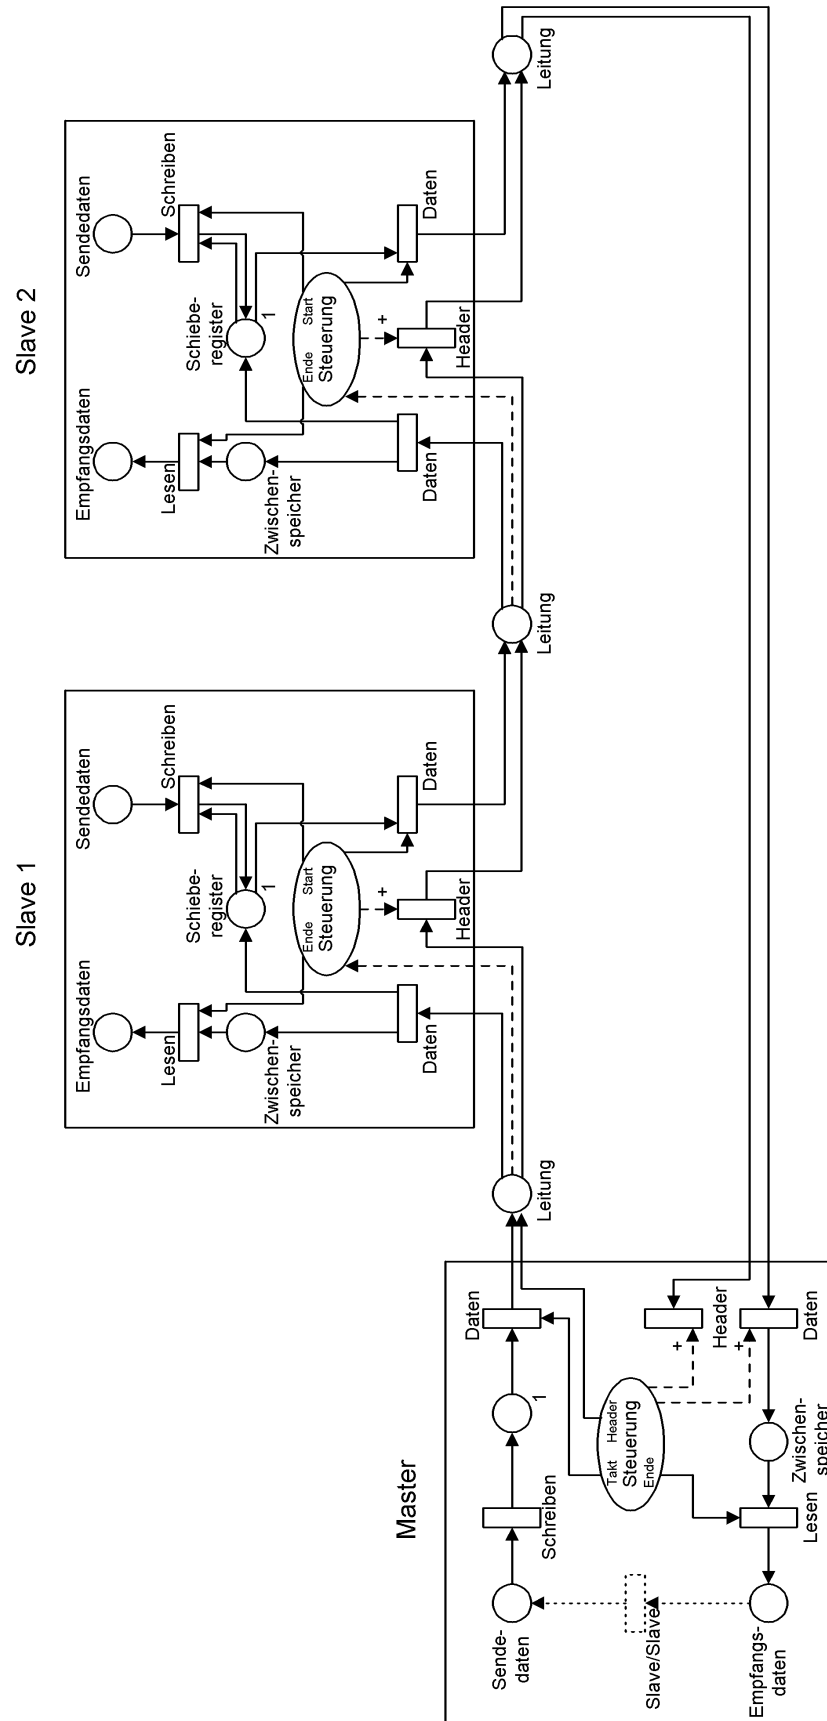 Master
Sende-
daten
Schreiben
1
Daten
Takt
Header
Steuerung
Ende
Slave/Slave
+
Header
+
Daten
Zwischen-
speicher
Lesen
Empfangs-
daten
Leitung
Slave 1
Empfangsdaten
Sendedaten
Lesen
Schreiben
Schiebe-
register
1
Zwischen-
speicher
Ende
Start
Steuerung
+
Daten
Header
Daten
Leitung
Slave 2
Empfangsdaten
Sendedaten
Lesen
Schreiben
Schiebe-
register
1
Zwischen-
speicher
Ende
Start
Steuerung
+
Daten
Header
Daten
Leitung